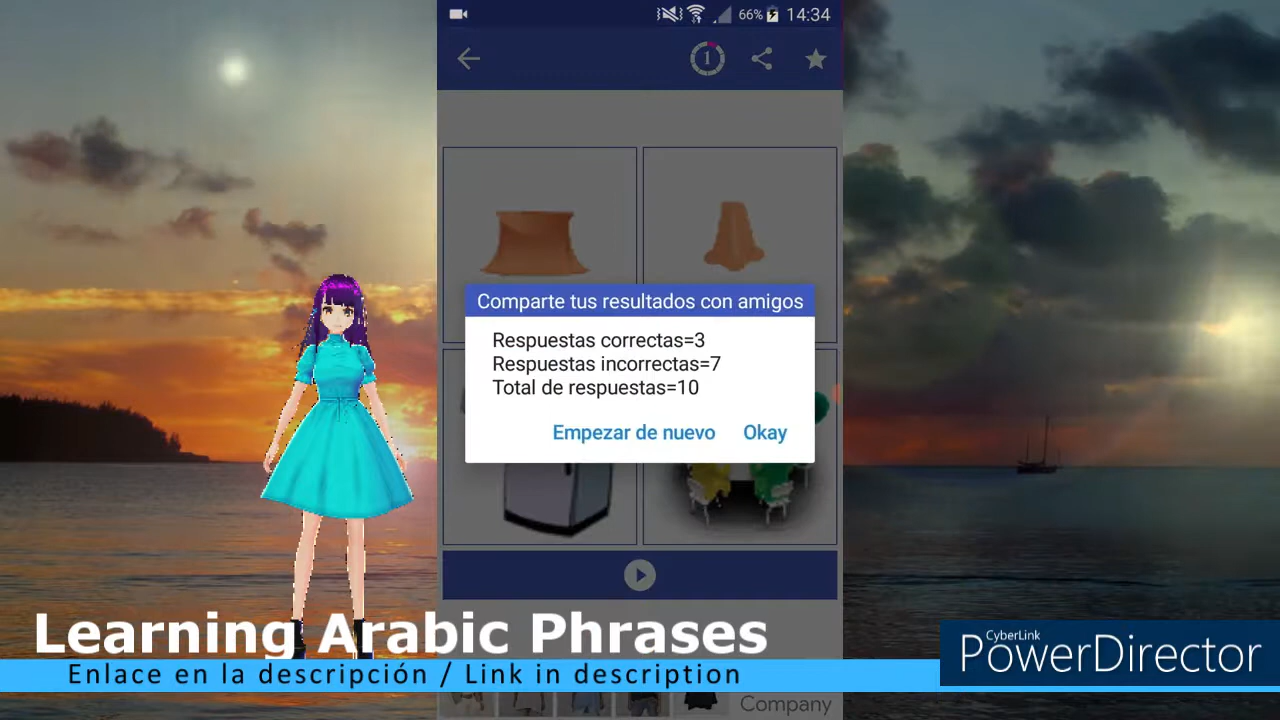 66% 14:34
1
Comparte tus resultados con amigos
Respuestas correctas=3
Respuestas incorrectas=7
Total de respuestas=10
Empezar de nuevo Okay
Learning Arabic Phrases
Enlace en la descripción / Link in description
CyberLink
PowerDirector
Company